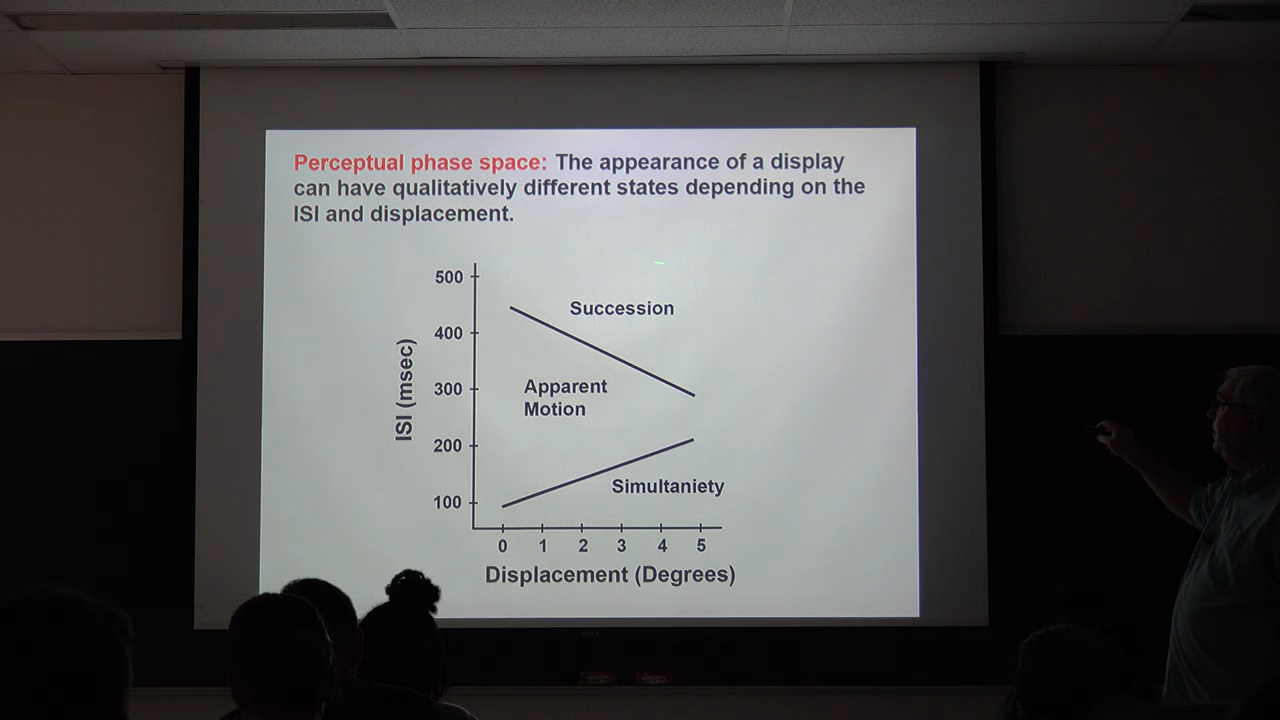 Perceptual phase space: The appearance of a display
can have qualitatively different states depending on the
ISI and displacement.
500
400
300
200
100
ISI (msec)
Succession
Apparent
Motion
Simultaniety
0 1 2 3 4 5
Displacement (Degrees)